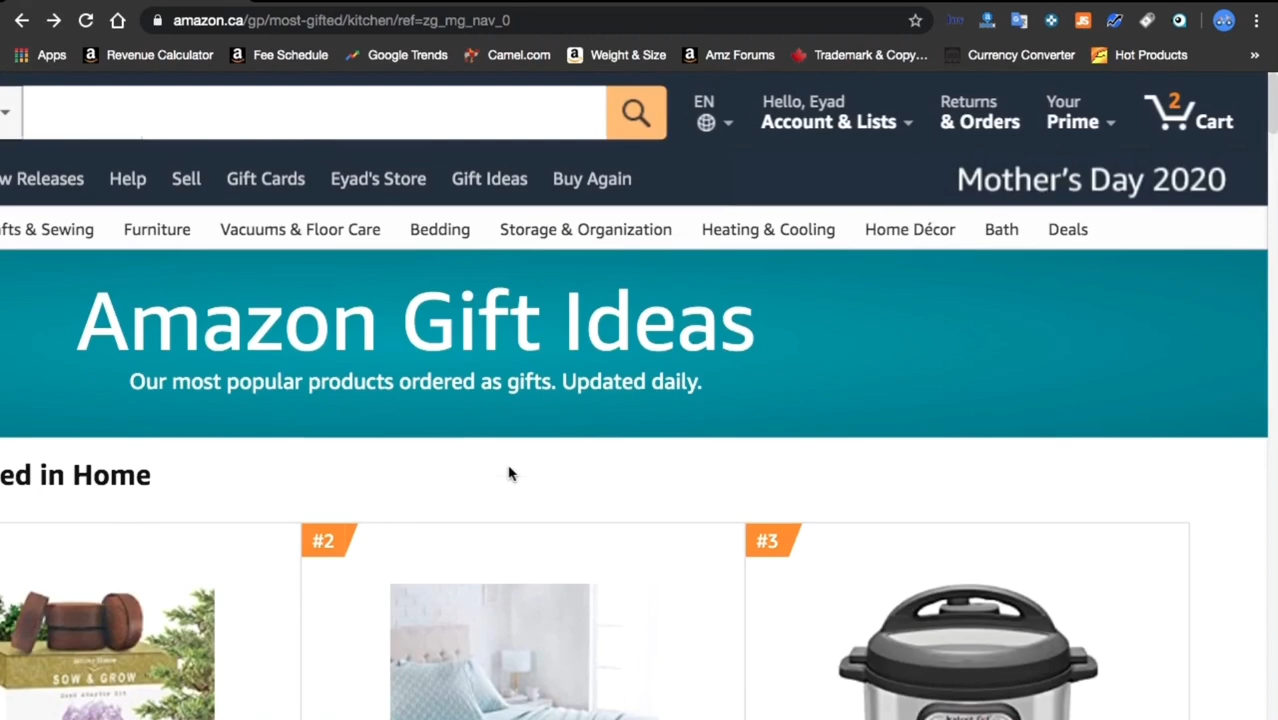 amazon.ca/gp/most-gifted/kitchen/ref=zg_mg_nav_0
Apps Revenue Calculator Fee Schedule Google Trends Camel.com Weight & Size Amz Forums Trademark & Copy... Currency Converter Hot Products »
EN
Hello, Eyad
Account & Lists
Returns
& Orders
Your
Prime
2
Cart
w Releases Help Sell Gift Cards Eyad's Store Gift Ideas Buy Again
Mother's Day 2020
fts & Sewing Furniture Vacuums & Floor Care Bedding Storage & Organization Heating & Cooling Home Décor Bath Deals
Amazon Gift Ideas
Our most popular products ordered as gifts. Updated daily.
ed in Home
#2
#3
SOW & GROW